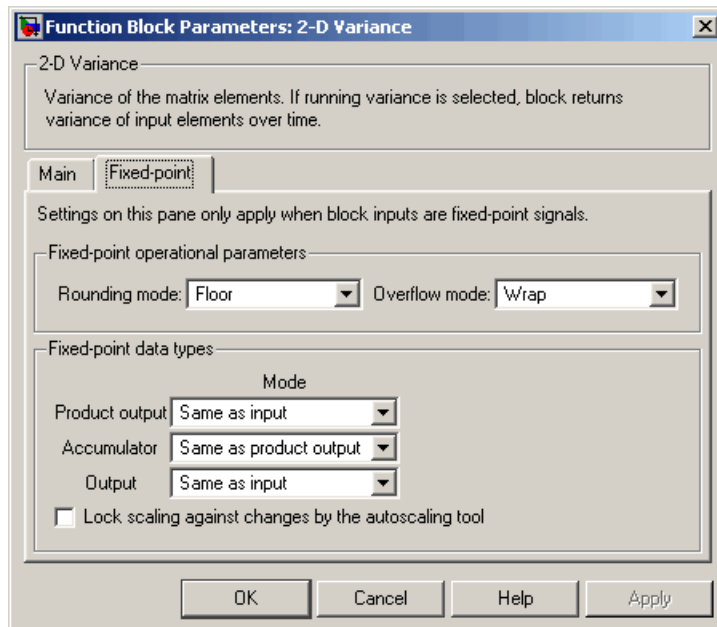 Function Block Parameters: 2-D Variance
2-D Variance
Variance of the matrix elements. If running variance is selected, block returns
variance of input elements over time.
Main Fixed-point
Settings on this pane only apply when block inputs are fixed-point signals.
Fixed-point operational parameters
Rounding mode: Floor Overflow mode: Wrap
Fixed-point data types
Mode
Product output Same as input
Accumulator Same as product output
Output Same as input
Lock scaling against changes by the autoscaling tool
OK Cancel Help Apply